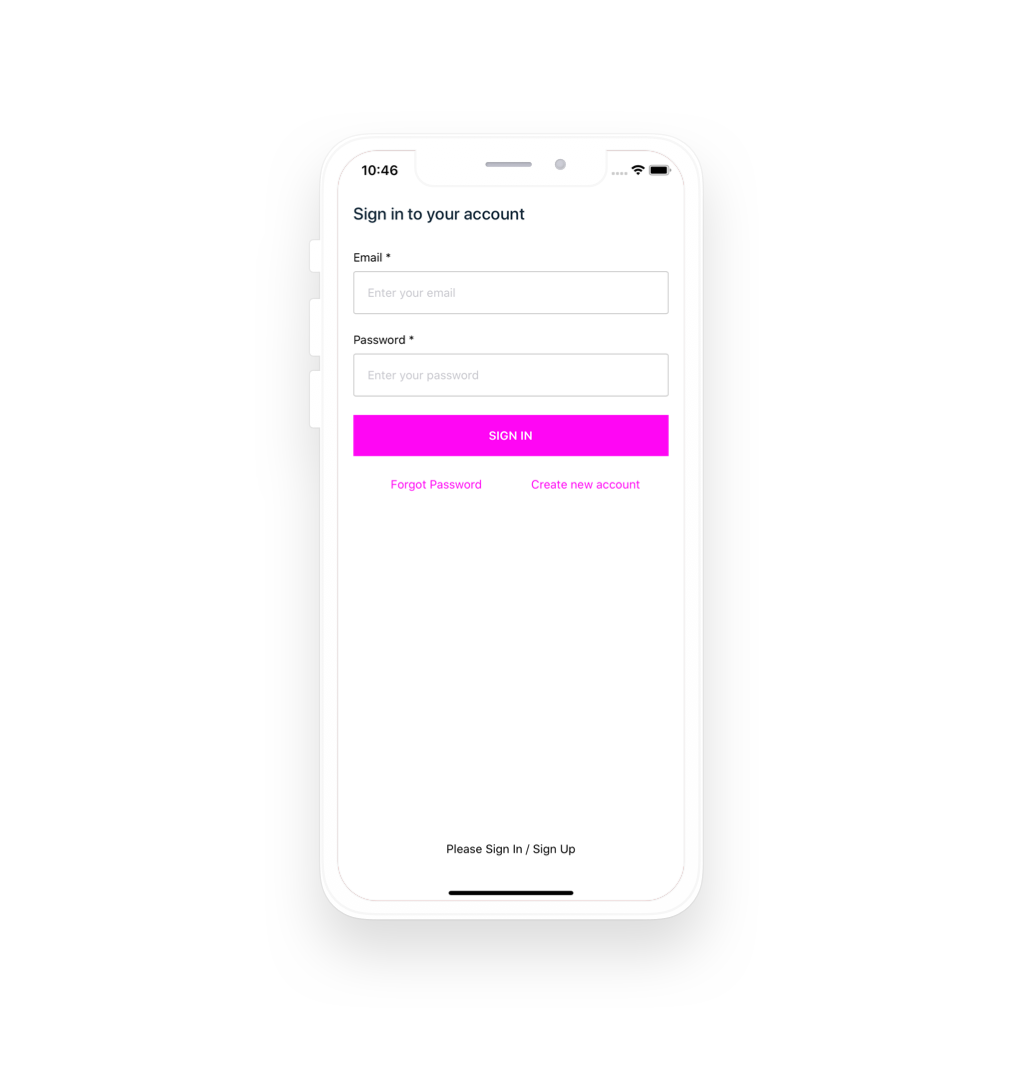 10:46
Sign in to your account
Email *
Enter your email
Password *
Enter your password
SIGN IN
Forgot Password Create new account
Please Sign In / Sign Up